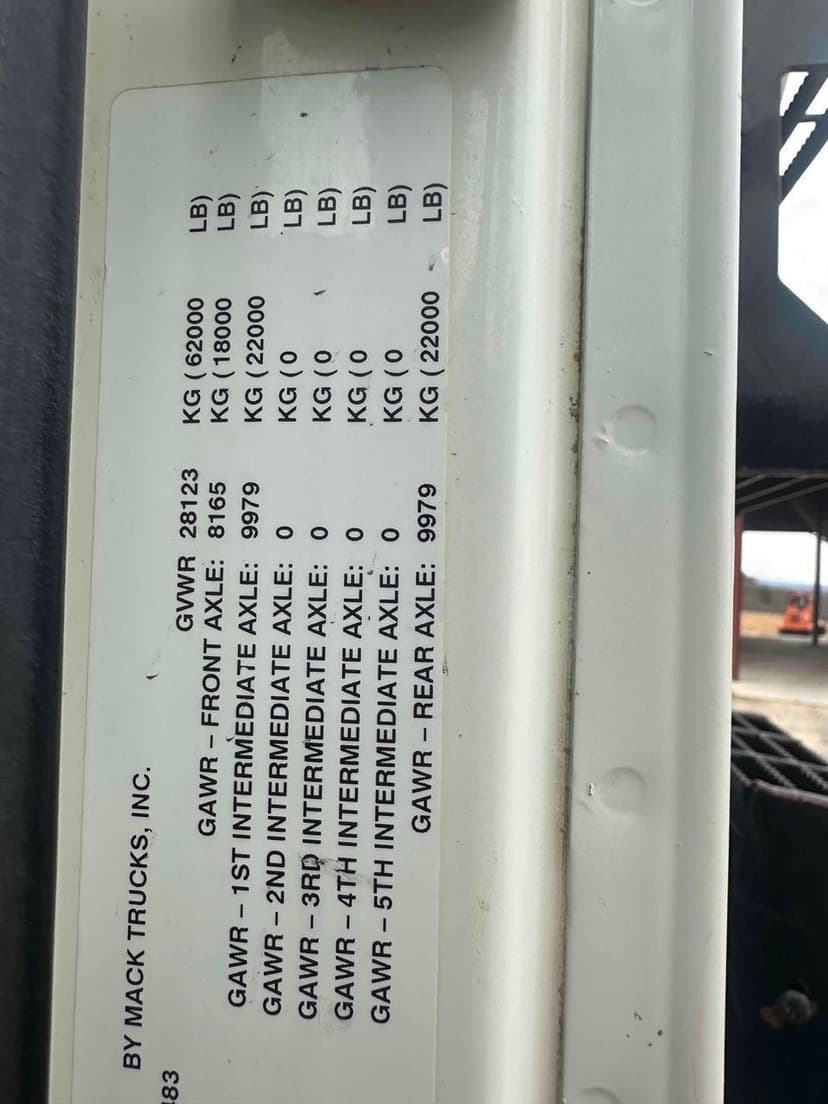 BY MACK TRUCKS, INC.
483
GVWR 28123 KG ( 62000 LB)
GAWR – FRONT AXLE: 8165 KG ( 18000 LB)
GAWR – 1ST INTERMEDIATE AXLE: 9979 KG ( 22000 LB)
GAWR – 2ND INTERMEDIATE AXLE: 0 KG ( 0 LB)
GAWR – 3RD INTERMEDIATE AXLE: 0 KG ( 0 LB)
GAWR – 4TH INTERMEDIATE AXLE: 0 KG ( 0 LB)
GAWR – 5TH INTERMEDIATE AXLE: 0 KG ( 0 LB)
GAWR – REAR AXLE: 9979 KG ( 22000 LB)